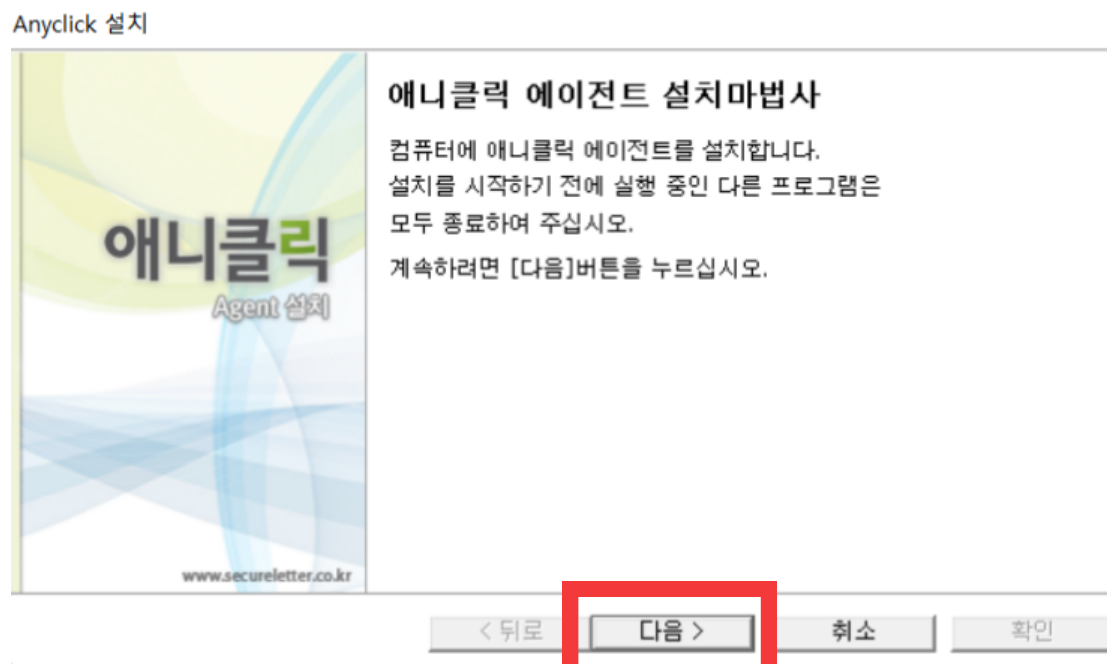 Anyclick 설치
애니클릭
Agent 설치
www.secureletter.co.kr
애니클릭 에이전트 설치마법사
컴퓨터에 애니클릭 에이전트를 설치합니다.
설치를 시작하기 전에 실행 중인 다른 프로그램은
모두 종료하여 주십시오.
계속하려면 [다음]버튼을 누르십시오.
< 뒤로 다음 > 취소 확인